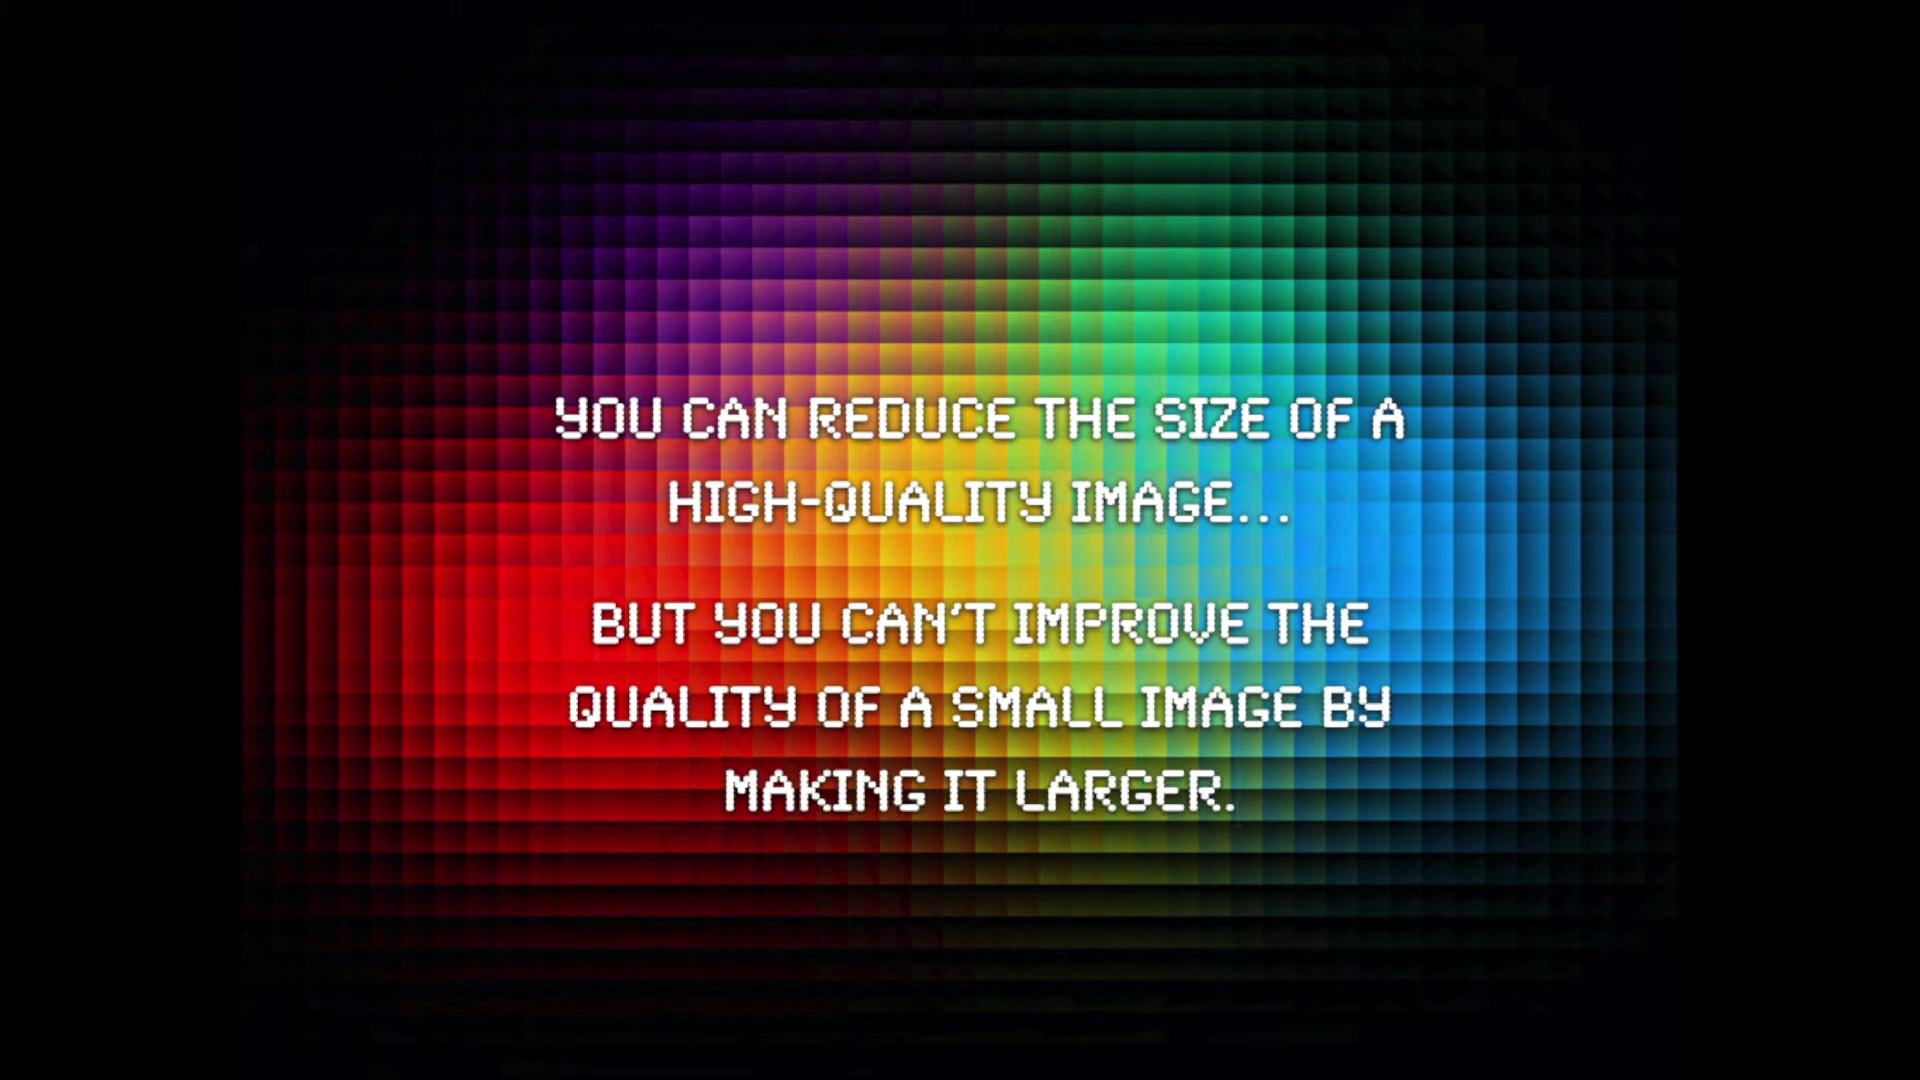 YOU CAN REDUCE THE SIZE OF A
HIGH-QUALITY IMAGE...
BUT YOU CAN'T IMPROVE THE
QUALITY OF A SMALL IMAGE BY
MAKING IT LARGER.